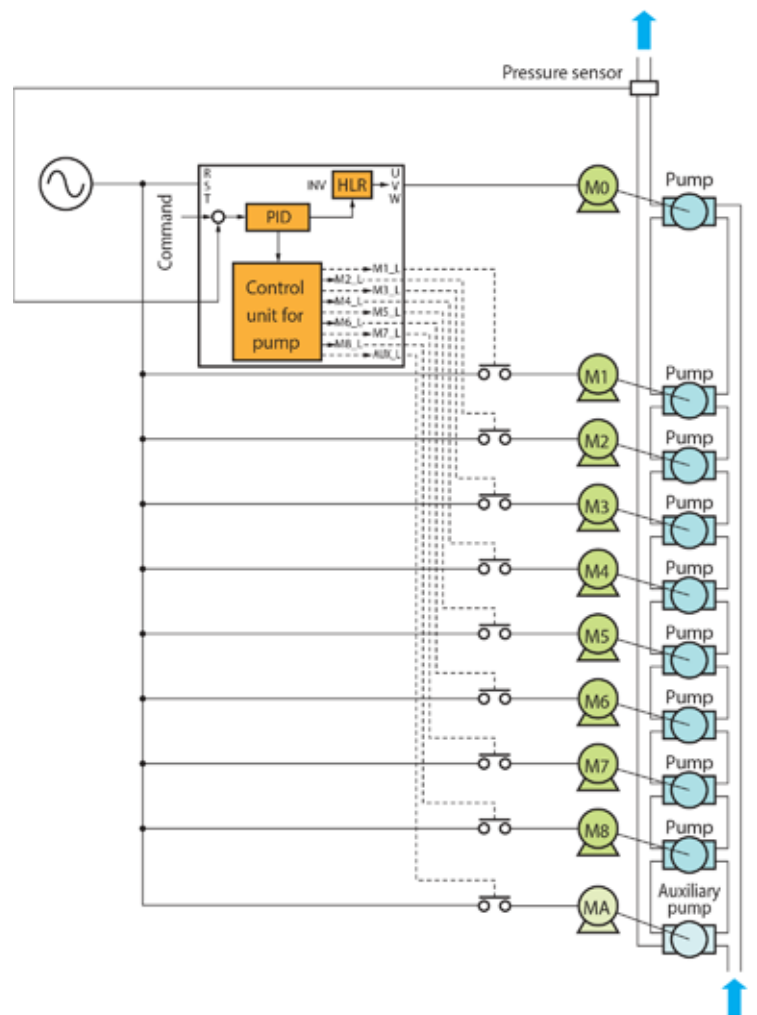 Pressure sensor
R
S
T
INV
HLR
U
V
W
M0
Pump
Command
PID
Control
unit for
pump
M1_L
M2_L
M3_L
M4_L
M5_L
M6_L
M7_L
M8_L
AUX_L
M1
Pump
M2
Pump
M3
Pump
M4
Pump
M5
Pump
M6
Pump
M7
Pump
M8
Pump
MA
Auxiliary
pump